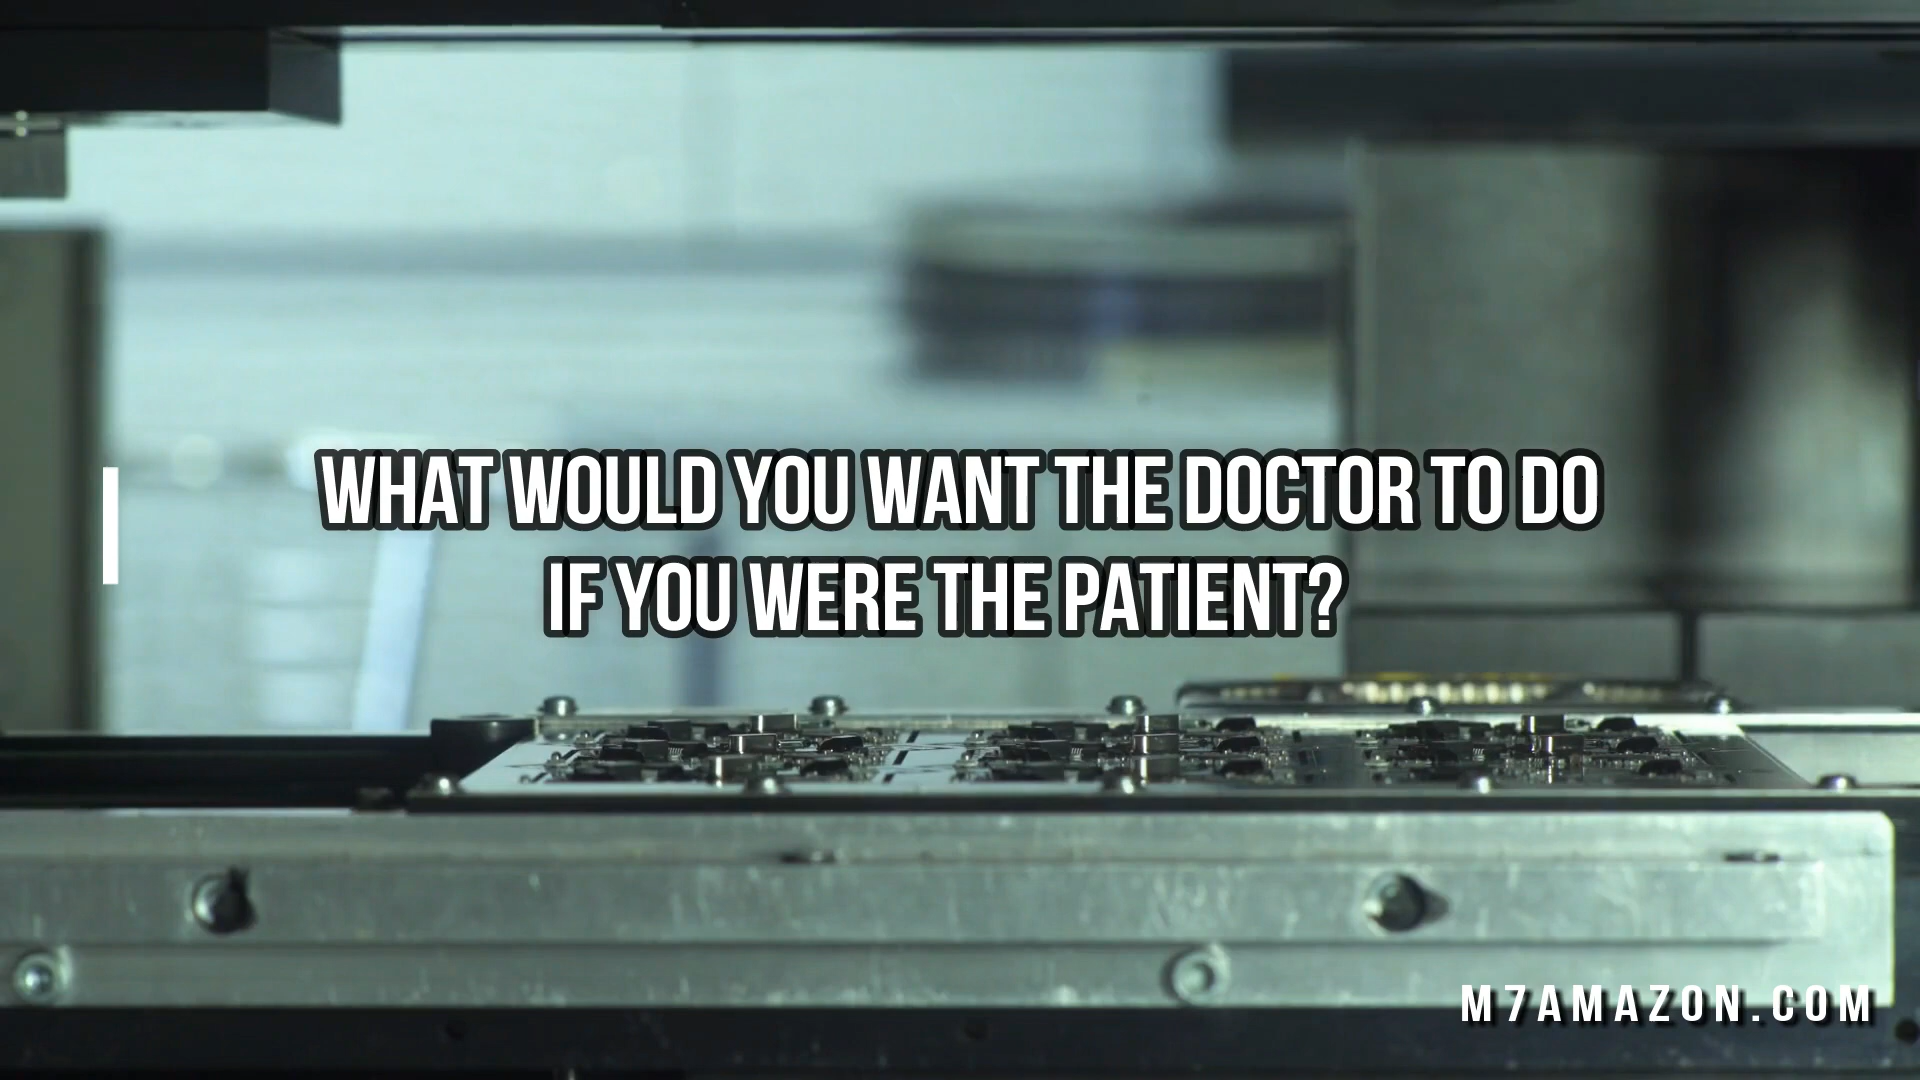 WHAT WOULD YOU WANT THE DOCTOR TO DO
IF YOU WERE THE PATIENT?
M7AMAZON.COM